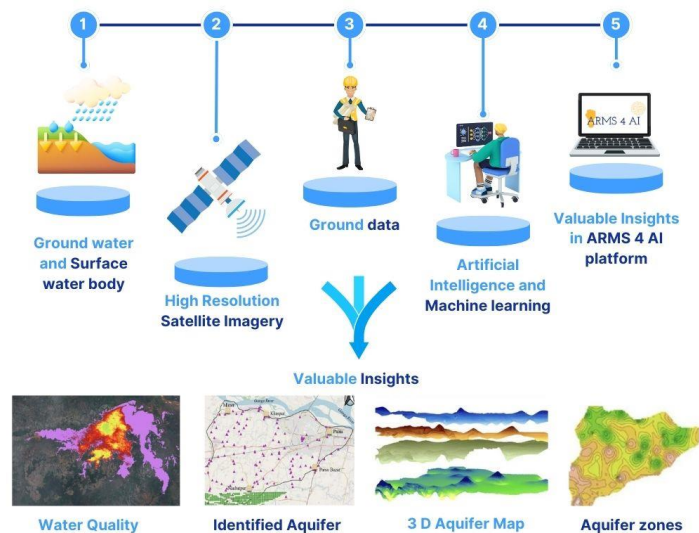 1
2
3
4
5
ARMS 4 AI
Ground water
and Surface
water body
High Resolution
Satellite Imagery
Ground data
Artificial
Intelligence and
Machine learning
Valuable Insights
in ARMS 4 AI
platform
Valuable Insights
Water Quality
Identified Aquifer
3 D Aquifer Map
Aquifer zones